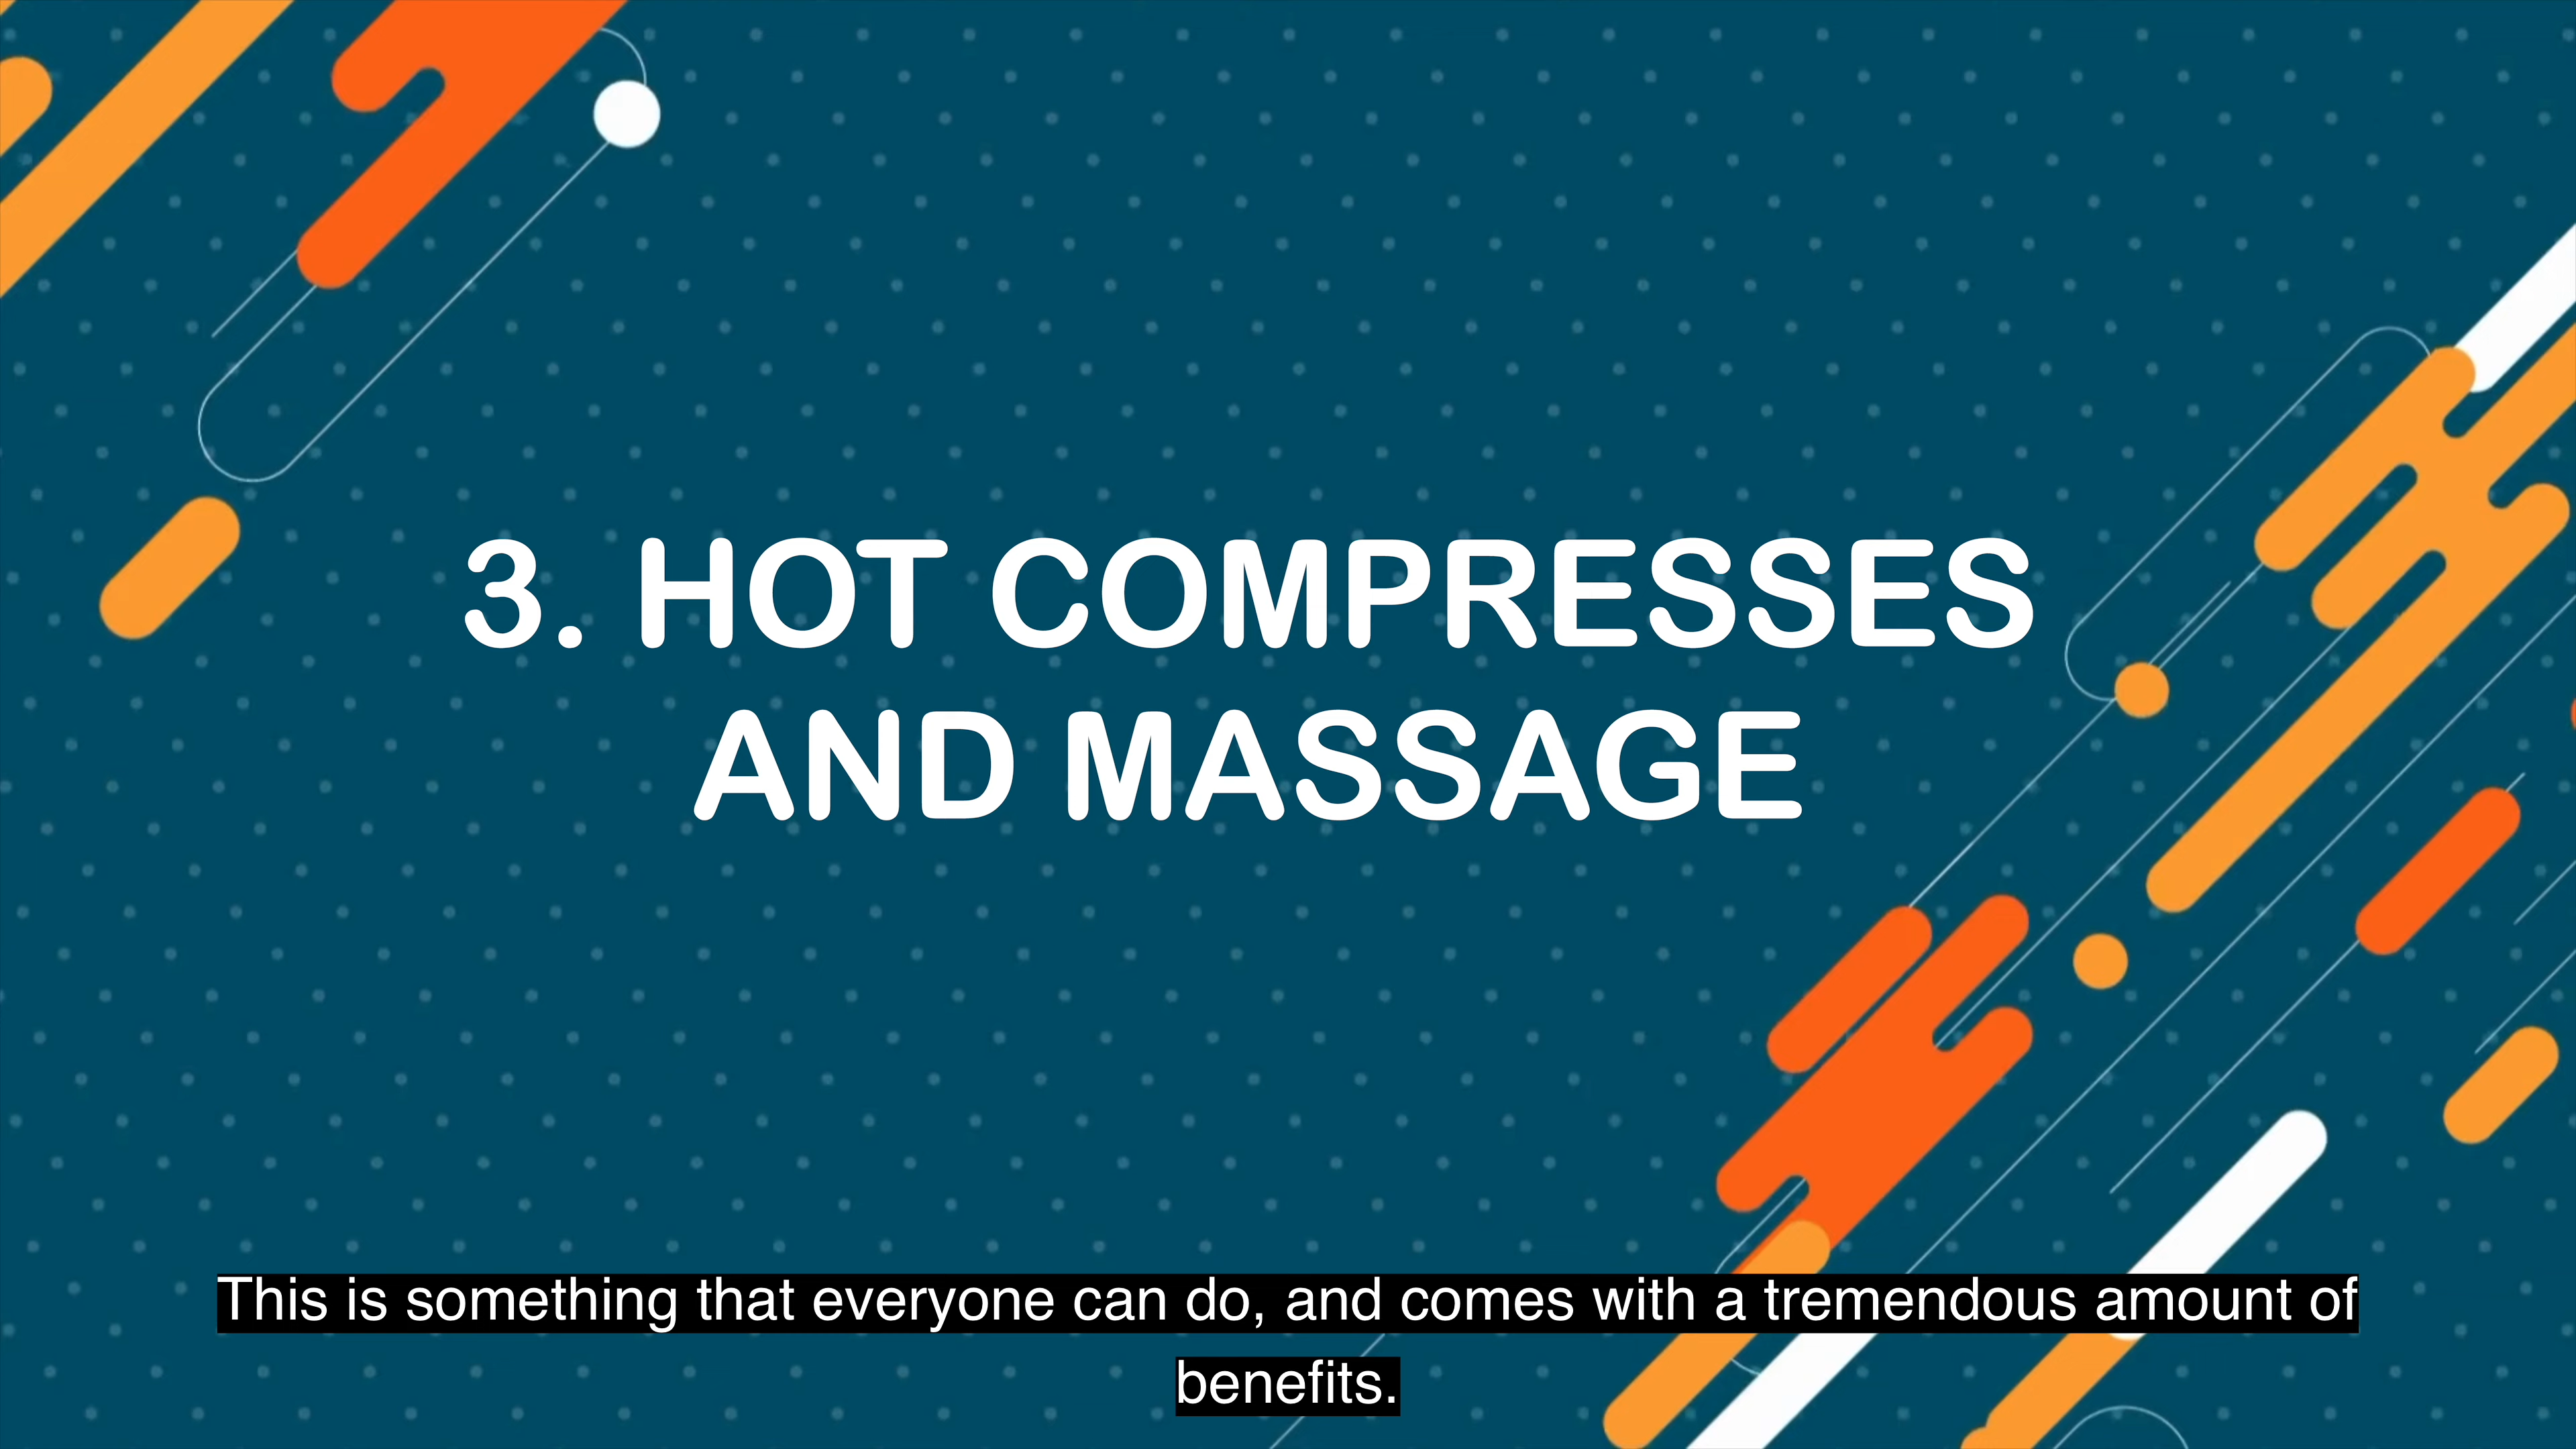 3. HOT COMPRESSES
AND MASSAGE
This is something that everyone can do, and comes with a tremendous amount of
benefits.